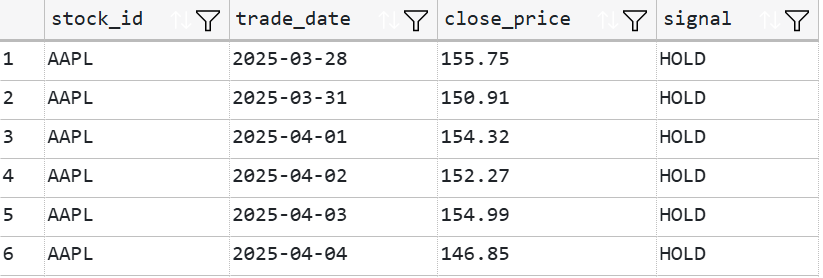 stock_id trade_date close_price signal
1 AAPL 2025-03-28 155.75 HOLD
2 AAPL 2025-03-31 150.91 HOLD
3 AAPL 2025-04-01 154.32 HOLD
4 AAPL 2025-04-02 152.27 HOLD
5 AAPL 2025-04-03 154.99 HOLD
6 AAPL 2025-04-04 146.85 HOLD